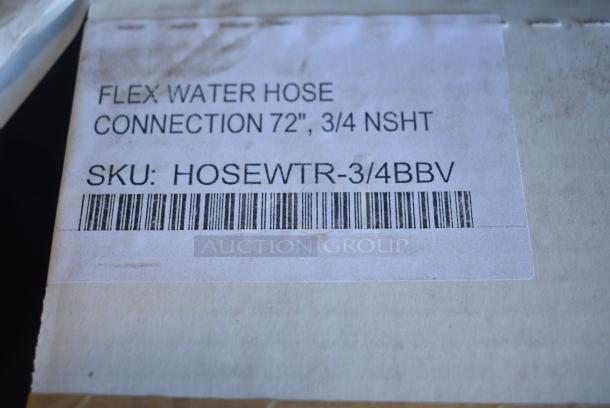 FLEX WATER HOSE
CONNECTION 72", 3/4 NSHT
SKU: HOSEWTR-3/4BBV
AUCTION GROUP